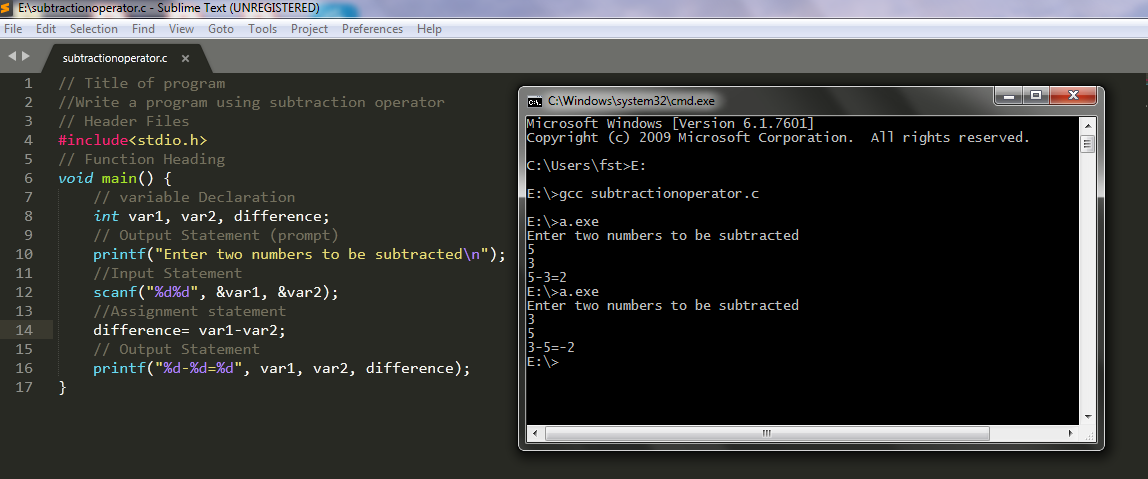 E:\subtractionoperator.c - Sublime Text (UNREGISTERED)
File Edit Selection Find View Goto Tools Project Preferences Help
subtractionoperator.c ×
1 // Title of program
2 //Write a program using subtraction operator
3 // Header Files
4 #include<stdio.h>
5 // Function Heading
6 void main() {
7 // variable Declaration
8 int var1, var2, difference;
9 // Output Statement (prompt)
10 printf("Enter two numbers to be subtracted\n");
11 //Input Statement
12 scanf("%d%d", &var1, &var2);
13 //Assignment statement
14 difference= var1-var2;
15 // Output Statement
16 printf("%d-%d=%d", var1, var2, difference);
17 }
C:\Windows\system32\cmd.exe
Microsoft Windows [Version 6.1.7601]
Copyright (c) 2009 Microsoft Corporation. All rights reserved.
C:\Users\fst>E:
E:\>gcc subtractionoperator.c
E:\>a.exe
Enter two numbers to be subtracted
5
3
5-3=2
E:\>a.exe
Enter two numbers to be subtracted
3
5
3-5=-2
E:\>